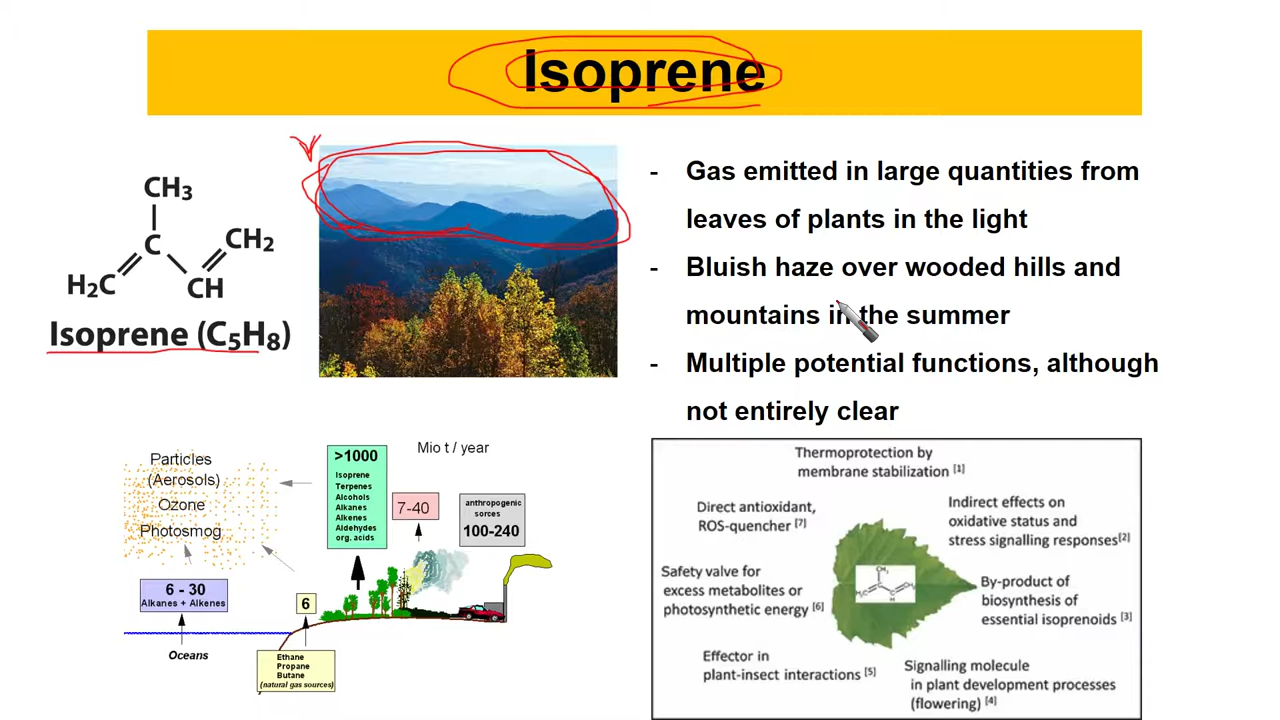 Isoprene
CH3
C
CH2
H2C
CH
Isoprene (C5H8)
- Gas emitted in large quantities from
leaves of plants in the light
- Bluish haze over wooded hills and
mountains in the summer
- Multiple potential functions, although
not entirely clear
Mio t / year
Particles
(Aerosols)
Ozone
Photosmog
>1000
Isoprene
Terpenes
Alcohols
Alkanes
Alkenes
Aldehydes
org. acids
7-40
anthropogenic
sorces
100-240
6 - 30
Alkanes + Alkenes
6
Oceans
Ethane
Propane
Butane
(natural gas sources)
Thermoprotection by
membrane stabilization [1]
Direct antioxidant,
ROS-quencher [7]
Indirect effects on
oxidative status and
stress signalling responses[2]
Safety valve for
excess metabolites or
photosynthetic energy [6]
By-product of
biosynthesis of
essential isoprenoids [3]
Effector in
plant-insect interactions [5]
Signalling molecule
in plant development processes
(flowering) [4]